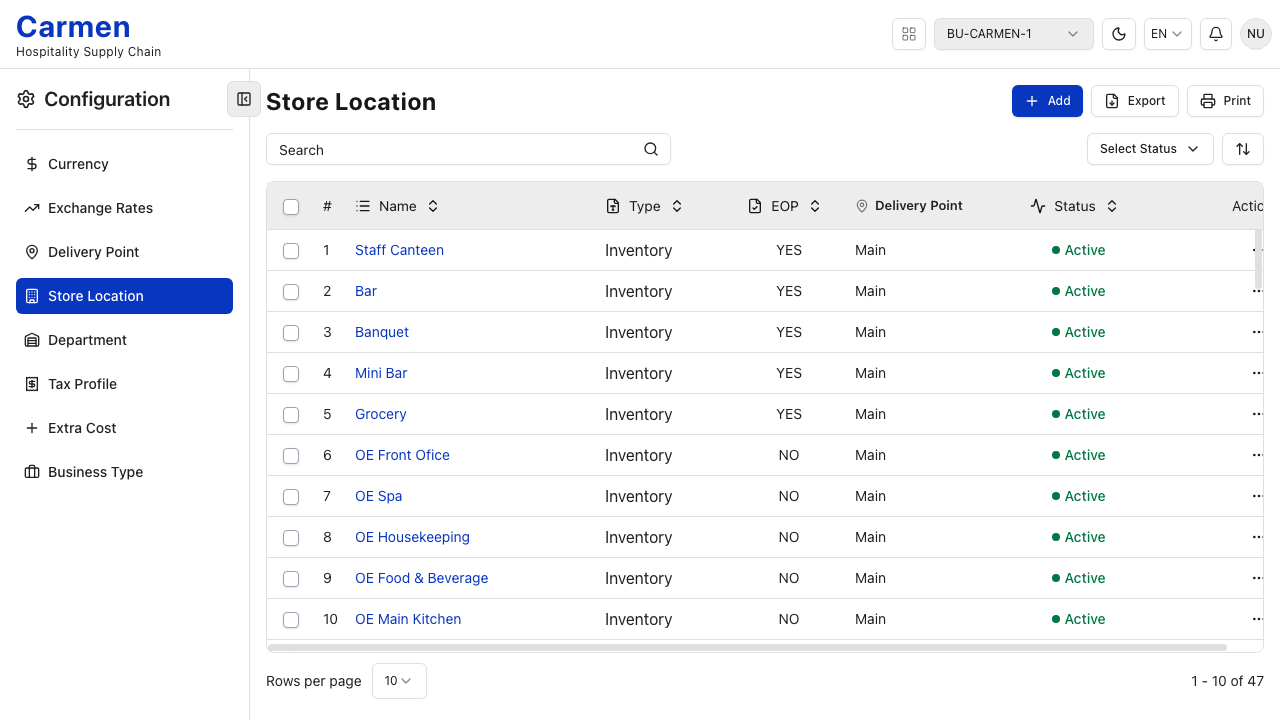 Carmen
Hospitality Supply Chain
BU-CARMEN-1
EN
NU
Configuration
Currency
Exchange Rates
Delivery Point
Store Location
Department
Tax Profile
Extra Cost
Business Type
Store Location
Add Export Print
Search
Select Status
# Name Type EOP Delivery Point Status Actio
1 Staff Canteen Inventory YES Main Active
2 Bar Inventory YES Main Active
3 Banquet Inventory YES Main Active
4 Mini Bar Inventory YES Main Active
5 Grocery Inventory YES Main Active
6 OE Front Ofice Inventory NO Main Active
7 OE Spa Inventory NO Main Active
8 OE Housekeeping Inventory NO Main Active
9 OE Food & Beverage Inventory NO Main Active
10 OE Main Kitchen Inventory NO Main Active
Rows per page 10 1 - 10 of 47